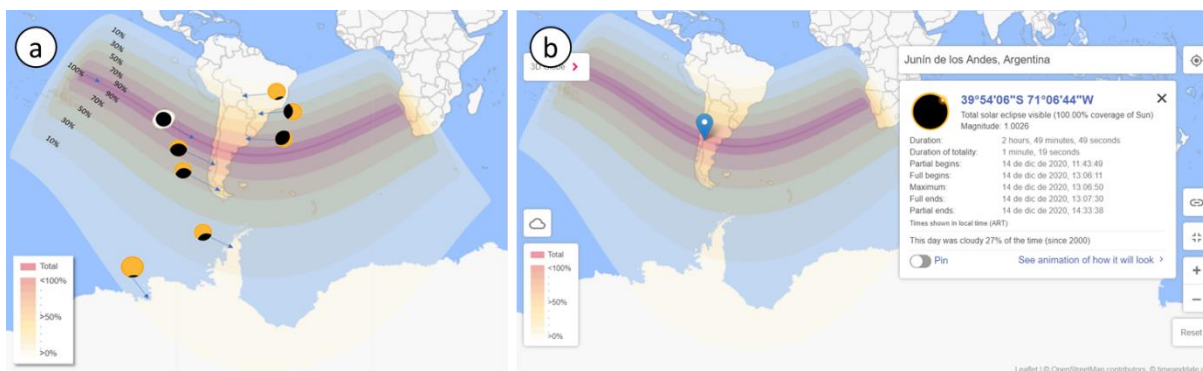 a
10%
30%
50%
70%
100%
90%
90%
70%
50%
30%
10%
Total
<100%
>50%
>0%
b
Junín de los Andes, Argentina
39°54'06"S 71°06'44"W
Total solar eclipse visible (100.00% coverage of Sun)
Magnitude: 1.0026
Duration: 2 hours, 49 minutes, 49 seconds
Duration of totality: 1 minute, 19 seconds
Partial begins: 14 de dic de 2020, 11:43:49
Full begins: 14 de dic de 2020, 13:06:11
Maximum: 14 de dic de 2020, 13:06:50
Full ends: 14 de dic de 2020, 13:07:30
Partial ends: 14 de dic de 2020, 14:33:38
Times shown in local time (ART)
This day was cloudy 27% of the time (since 2000)
Pin
See animation of how it will look >
Total
<100%
>50%
>0%
Reset
Leaflet | © OpenStreetMap contributors, © timeanddate